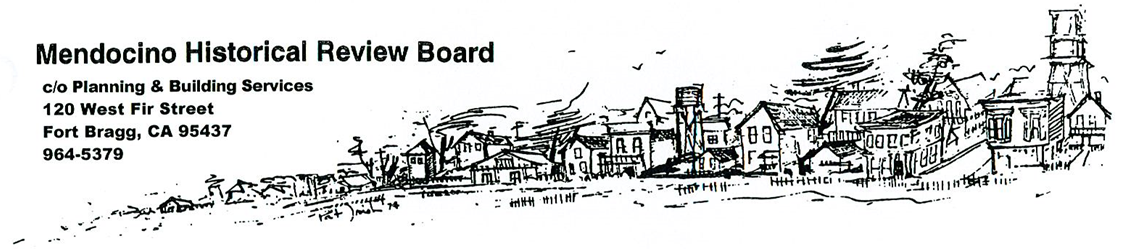 Mendocino Historical Review Board
c/o Planning & Building Services
120 West Fir Street
Fort Bragg, CA 95437
964-5379